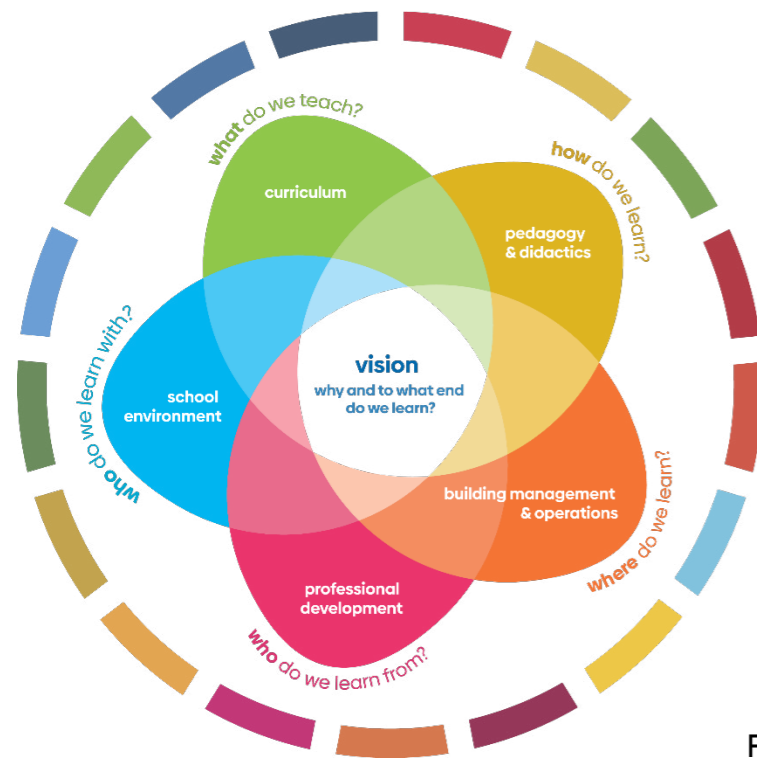 what do we teach?
curriculum
how do we learn?
pedagogy
& didactics
who do we learn with?
school
environment
vision
why and to what end
do we learn?
building management
& operations
where do we learn?
professional
development
who do we learn from?